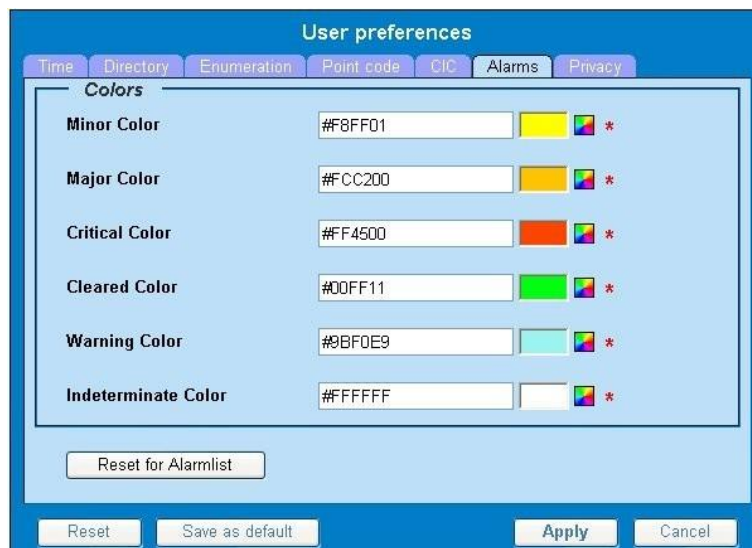 User preferences
Time Directory Enumeration Point code CIC Alarms Privacy
Colors
Minor Color #F8FF01 *
Major Color #FCC200 *
Critical Color #FF4500 *
Cleared Color #00FF11 *
Warning Color #9BF0E9 *
Indeterminate Color #FFFFFF *
Reset for Alarmlist
Reset Save as default Apply Cancel